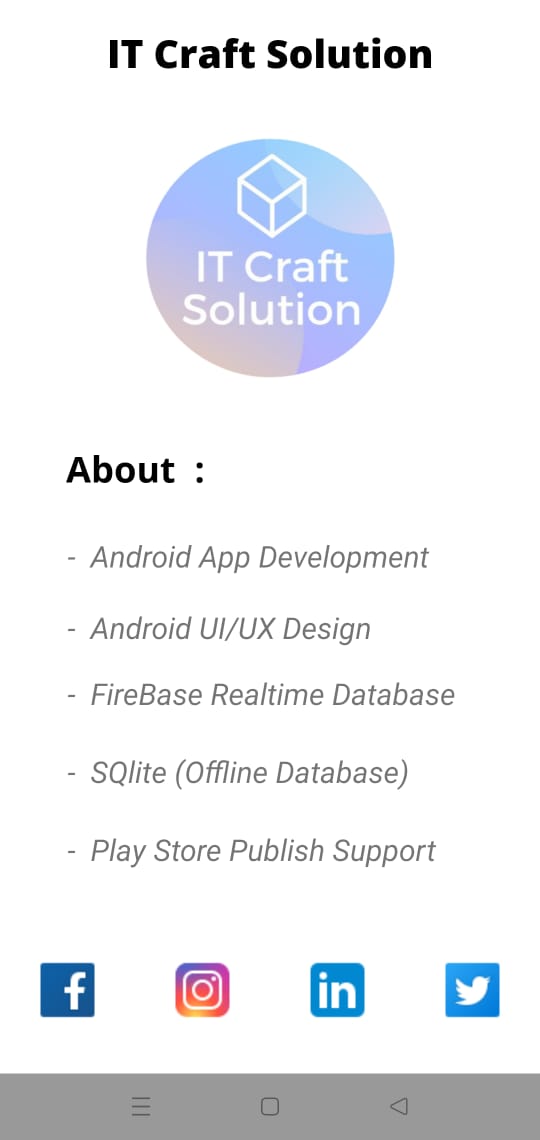 IT Craft Solution
IT Craft
Solution
About :
- Android App Development
- Android UI/UX Design
- FireBase Realtime Database
- SQlite (Offline Database)
- Play Store Publish Support